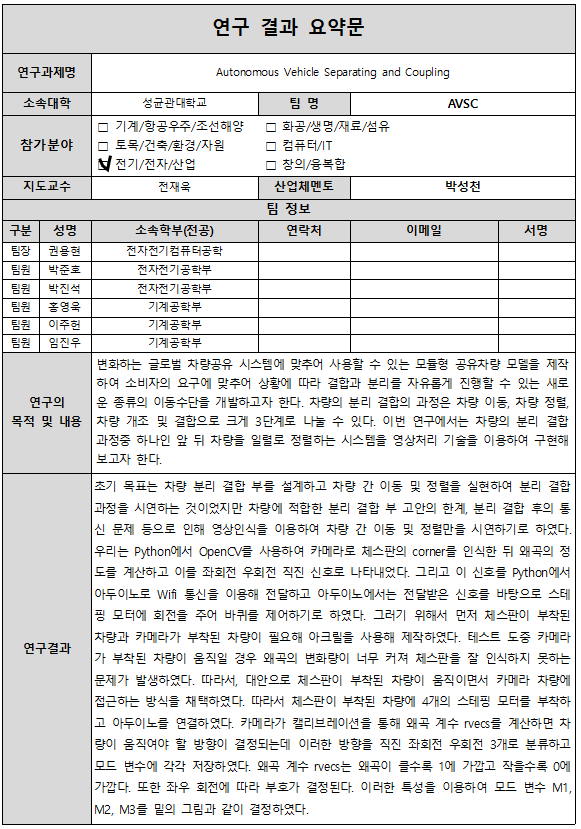 연구 결과 요약문
연구과제명 Autonomous Vehicle Separating and Coupling
소속대학 성균관대학교 팀 명 AVSC
참가분야
□ 기계/항공우주/조선해양 □ 화공/생명/재료/섬유
□ 토목/건축/환경/자원 □ 컴퓨터/IT
□ 전기/전자/산업 □ 창의/융복합
지도교수 전재욱 산업체멘토 박성천
팀 정보
구분 성명 소속학부(전공) 연락처 이메일 서명
팀장 권용현 전자전기컴퓨터공학
팀원 박준호 전자전기공학부
팀원 박진석 전자전기공학부
팀원 홍영욱 기계공학부
팀원 이주헌 기계공학부
팀원 임진우 기계공학부
연구의
목적 및 내용
변화하는 글로벌 차량공유 시스템에 맞추어 사용할 수 있는 모듈형 공유차량 모델을 제작
하여 소비자의 요구에 맞추어 상황에 따라 결합과 분리를 자유롭게 진행할 수 있는 새로
운 종류의 이동수단을 개발하고자 한다. 차량의 분리 결합의 과정은 차량 이동, 차량 정렬,
차량 개조 및 결합으로 크게 3단계로 나눌 수 있다. 이번 연구에서는 차량의 분리 결합
과정중 하나인 앞 뒤 차량을 일렬로 정렬하는 시스템을 영상처리 기술을 이용하여 구현해
보고자 한다.
연구결과
초기 목표는 차량 분리 결합 부를 설계하고 차량 간 이동 및 정렬을 실현하여 분리 결합
과정을 시연하는 것이었지만 차량에 적합한 분리 결합 부 고안의 한계, 분리 결합 후의 통
신 문제 등으로 인해 영상인식을 이용하여 차량 간 이동 및 정렬만을 시연하기로 하였다.
우리는 Python에서 OpenCV를 사용하여 카메라로 체스판의 corner를 인식한 뒤 왜곡의 정
도를 계산하고 이를 좌회전 우회전 직진 신호로 나타내었다. 그리고 이 신호를 Python에서
아두이노로 Wifi 통신을 이용해 전달하고 아두이노에서는 전달받은 신호를 바탕으로 스테
핑 모터에 회전을 주어 바퀴를 제어하기로 하였다. 그러기 위해서 먼저 체스판이 부착된
차량과 카메라가 부착된 차량이 필요해 아크릴을 사용해 제작하였다. 테스트 도중 카메라
가 부착된 차량이 움직일 경우 왜곡의 변화량이 너무 커져 체스판을 잘 인식하지 못하는
문제가 발생하였다. 따라서, 대안으로 체스판이 부착된 차량이 움직이면서 카메라 차량에
접근하는 방식을 채택하였다. 따라서 체스판이 부착된 차량에 4개의 스테핑 모터를 부착하
고 아두이노를 연결하였다. 카메라가 캘리브레이션을 통해 왜곡 계수 rvecs를 계산하면 차
량이 움직여야 할 방향이 결정되는데 이러한 방향을 직진 좌회전 우회전 3개로 분류하고
모드 변수에 각각 저장하였다. 왜곡 계수 rvecs는 왜곡이 클수록 1에 가깝고 작을수록 0에
가깝다. 또한 좌우 회전에 따라 부호가 결정된다. 이러한 특성을 이용하여 모드 변수 M1,
M2, M3를 밑의 그림과 같이 결정하였다.